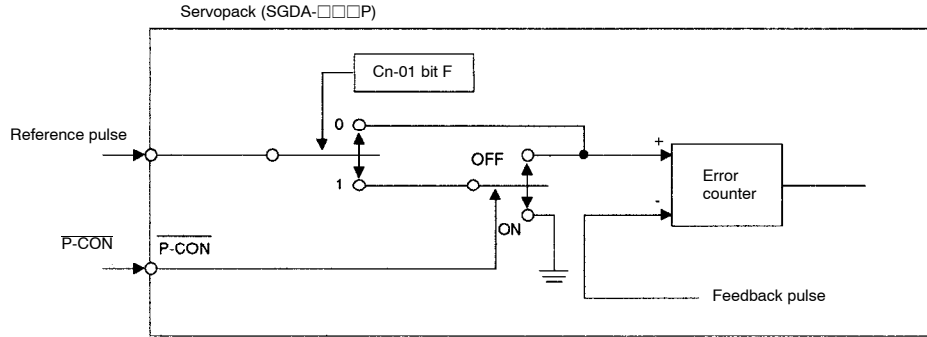 Servopack (SGDA-□□□P)
Cn-01 bit F
Reference pulse
0
1
OFF
ON
+
-
Error
counter
P-CON
P-CON
Feedback pulse